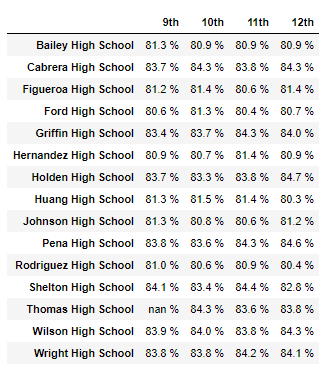 9th 10th 11th 12th
Bailey High School 81.3 % 80.9 % 80.9 % 80.9 %
Cabrera High School 83.7 % 84.3 % 83.8 % 84.3 %
Figueroa High School 81.2 % 81.4 % 80.6 % 81.4 %
Ford High School 80.6 % 81.3 % 80.4 % 80.7 %
Griffin High School 83.4 % 83.7 % 84.3 % 84.0 %
Hernandez High School 80.9 % 80.7 % 81.4 % 80.9 %
Holden High School 83.7 % 83.3 % 83.8 % 84.7 %
Huang High School 81.3 % 81.5 % 81.4 % 80.3 %
Johnson High School 81.3 % 80.8 % 80.6 % 81.2 %
Pena High School 83.8 % 83.6 % 84.3 % 84.6 %
Rodriguez High School 81.0 % 80.6 % 80.9 % 80.4 %
Shelton High School 84.1 % 83.4 % 84.4 % 82.8 %
Thomas High School nan % 84.3 % 83.6 % 83.8 %
Wilson High School 83.9 % 84.0 % 83.8 % 84.3 %
Wright High School 83.8 % 83.8 % 84.2 % 84.1 %